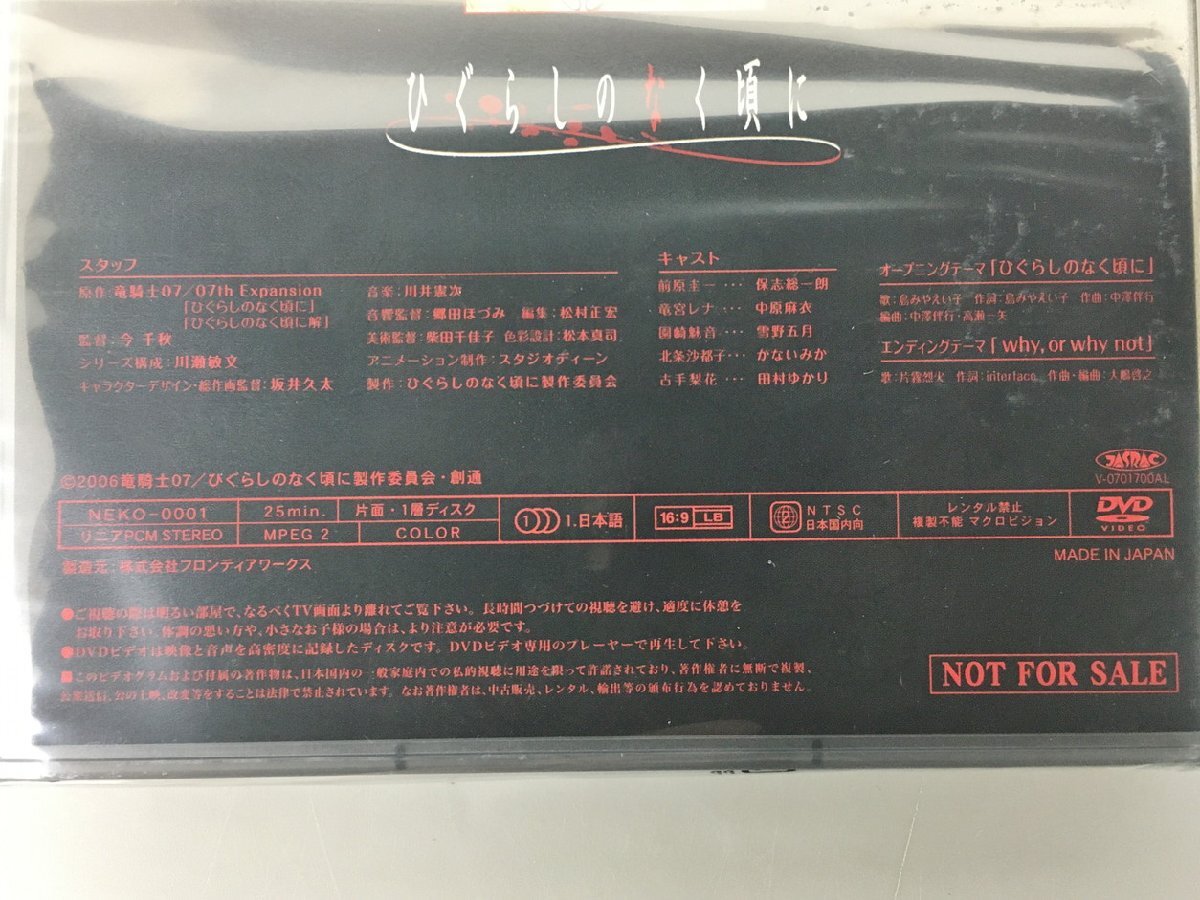 ひぐらしのなく頃に
スタッフ
原作:竜騎士07/07th Expansion
「ひぐらしのなく頃に」
「ひぐらしのなく頃に解」
監督:今 千秋
シリーズ構成:川瀬敏文
キャラクターデザイン・総作画監督:坂井久太
音楽:川井憲次
音響監督:郷田ほづみ 編集:松村正宏
美術監督:柴田千佳子 色彩設計:松本真司
アニメーション制作:スタジオディーン
製作:ひぐらしのなく頃に製作委員会
キャスト
前原圭一・・・ 保志総一朗
竜宮レナ・・・ 中原麻衣
園崎魅音・・・ 雪野五月
北条沙都子・・・ かないみか
古手梨花・・・ 田村ゆかり
オープニングテーマ「ひぐらしのなく頃に」
歌:島みやえい子 作詞:島みやえい子 作曲:中澤伴行
編曲:中澤伴行・高瀬一矢
エンディングテーマ「why, or why not」
歌:片霧烈火 作詞:interface 作曲・編曲:大嶋啓之
©2006竜騎士07/ひぐらしのなく頃に製作委員会・創通
JASRAC
V-0701700AL
NEKO-0001 25min. 片面・1層ディスク
リニアPCM STEREO MPEG 2 COLOR
1.日本語
16:9 LB
2 NTSC
日本国内向
レンタル禁止
複製不能 マクロビジョン
DVD
VIDEO
MADE IN JAPAN
製造元:株式会社フロンティアワークス
●ご視聴の際は明るい部屋で、なるべくTV画面より離れてご覧下さい。長時間つづけての視聴を避け、適度に休憩を
お取り下さい。体調の悪い方や、小さなお子様の場合は、より注意が必要です。
●DVDビデオは映像と音声を高密度に記録したディスクです。DVDビデオ専用のプレーヤーで再生して下さい。
■このビデオグラムおよび付属の著作物は、日本国内の一般家庭内での私的視聴に用途を限って許諾されており、著作権者に無断で複製、
公衆送信、公の上映、改変等をすることは法律で禁止されています。なお著作権者は、中古販売、レンタル、輸出等の頒布行為を認めておりません。
NOT FOR SALE